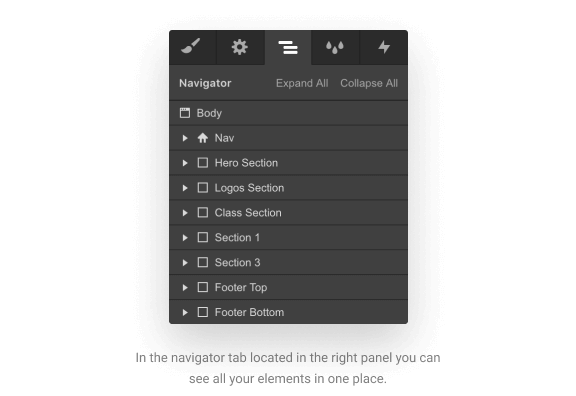 Navigator Expand All Collapse All
Body
Nav
Hero Section
Logos Section
Class Section
Section 1
Section 3
Footer Top
Footer Bottom
In the navigator tab located in the right panel you can
see all your elements in one place.